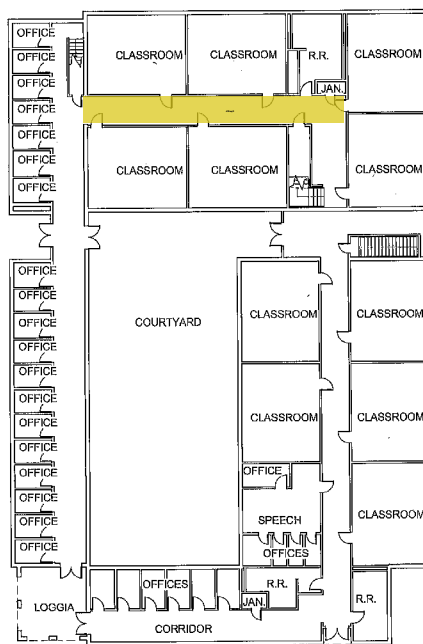 OFFICE
CLASSROOM CLASSROOM R.R. CLASSROOM
OFFICE
OFFICE JAN.
OFFICE
OFFICE
OFFICE CLASSROOM CLASSROOM CLASSROOM
OFFICE
OFFICE
OFFICE
OFFICE COURTYARD CLASSROOM CLASSROOM
OFFICE
OFFICE
OFFICE
OFFICE CLASSROOM CLASSROOM
OFFICE
OFFICE OFFICE
OFFICE
OFFICE SPEECH CLASSROOM
OFFICE
OFFICE OFFICES
OFFICES R.R.
LOGGIA JAN. R.R.
CORRIDOR